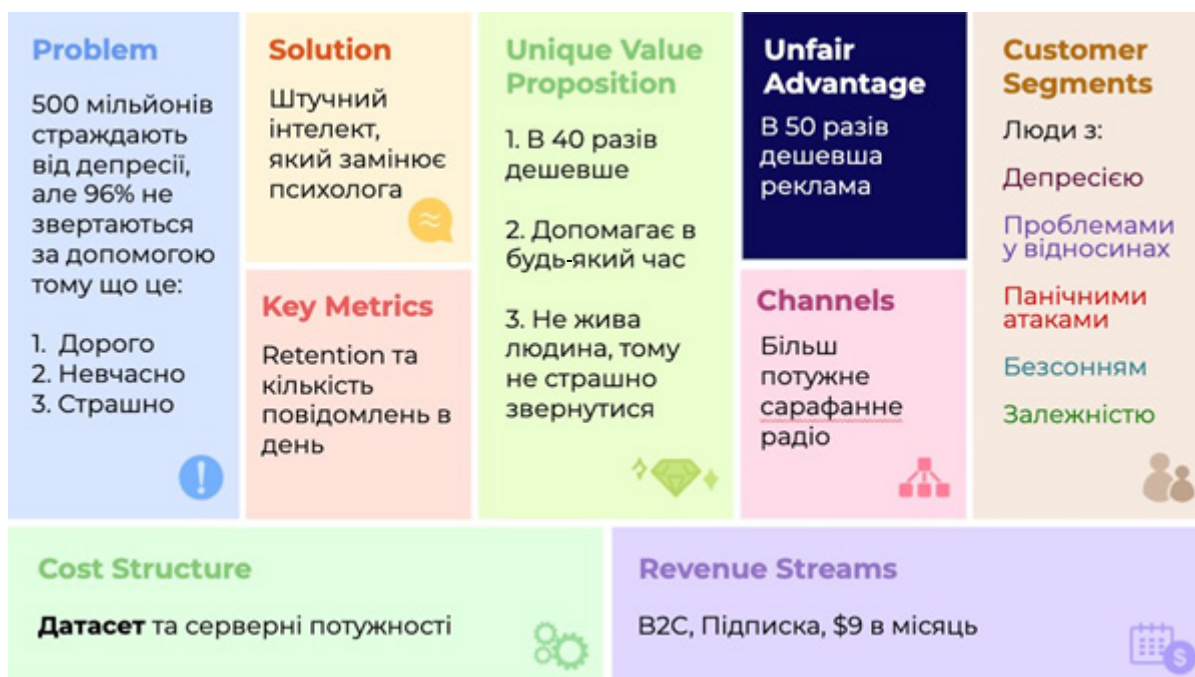 Problem
500 мільйонів
страждають
від депресії,
але 96% не
звертаються
за допомогою
тому що це:
1. Дорого
2. Невчасно
3. Страшно
Solution
Штучний
інтелект,
який замінює
психолога
Key Metrics
Retention та
кількість
повідомлень в
день
Unique Value
Proposition
1. В 40 разів
дешевше
2. Допомагає в
будь-який час
3. Не жива
людина, тому
не страшно
звернутися
Unfair
Advantage
В 50 разів
дешевша
реклама
Channels
Більш
потужне
сарафанне
радіо
Customer
Segments
Люди з:
Депресією
Проблемами
у відносинах
Панічними
атаками
Безсонням
Залежністю
Cost Structure
Датасет та серверні потужності
Revenue Streams
B2C, Підписка, $9 в місяць